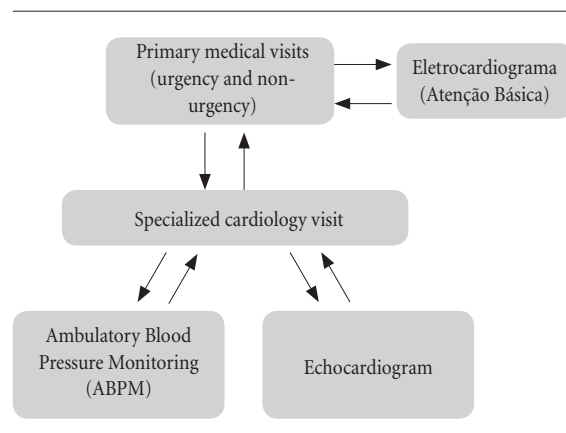 Primary medical visits
(urgency and non-
urgency)
Eletrocardiograma
(Atenção Básica)
Specialized cardiology visit
Ambulatory Blood
Pressure Monitoring
(ABPM)
Echocardiogram